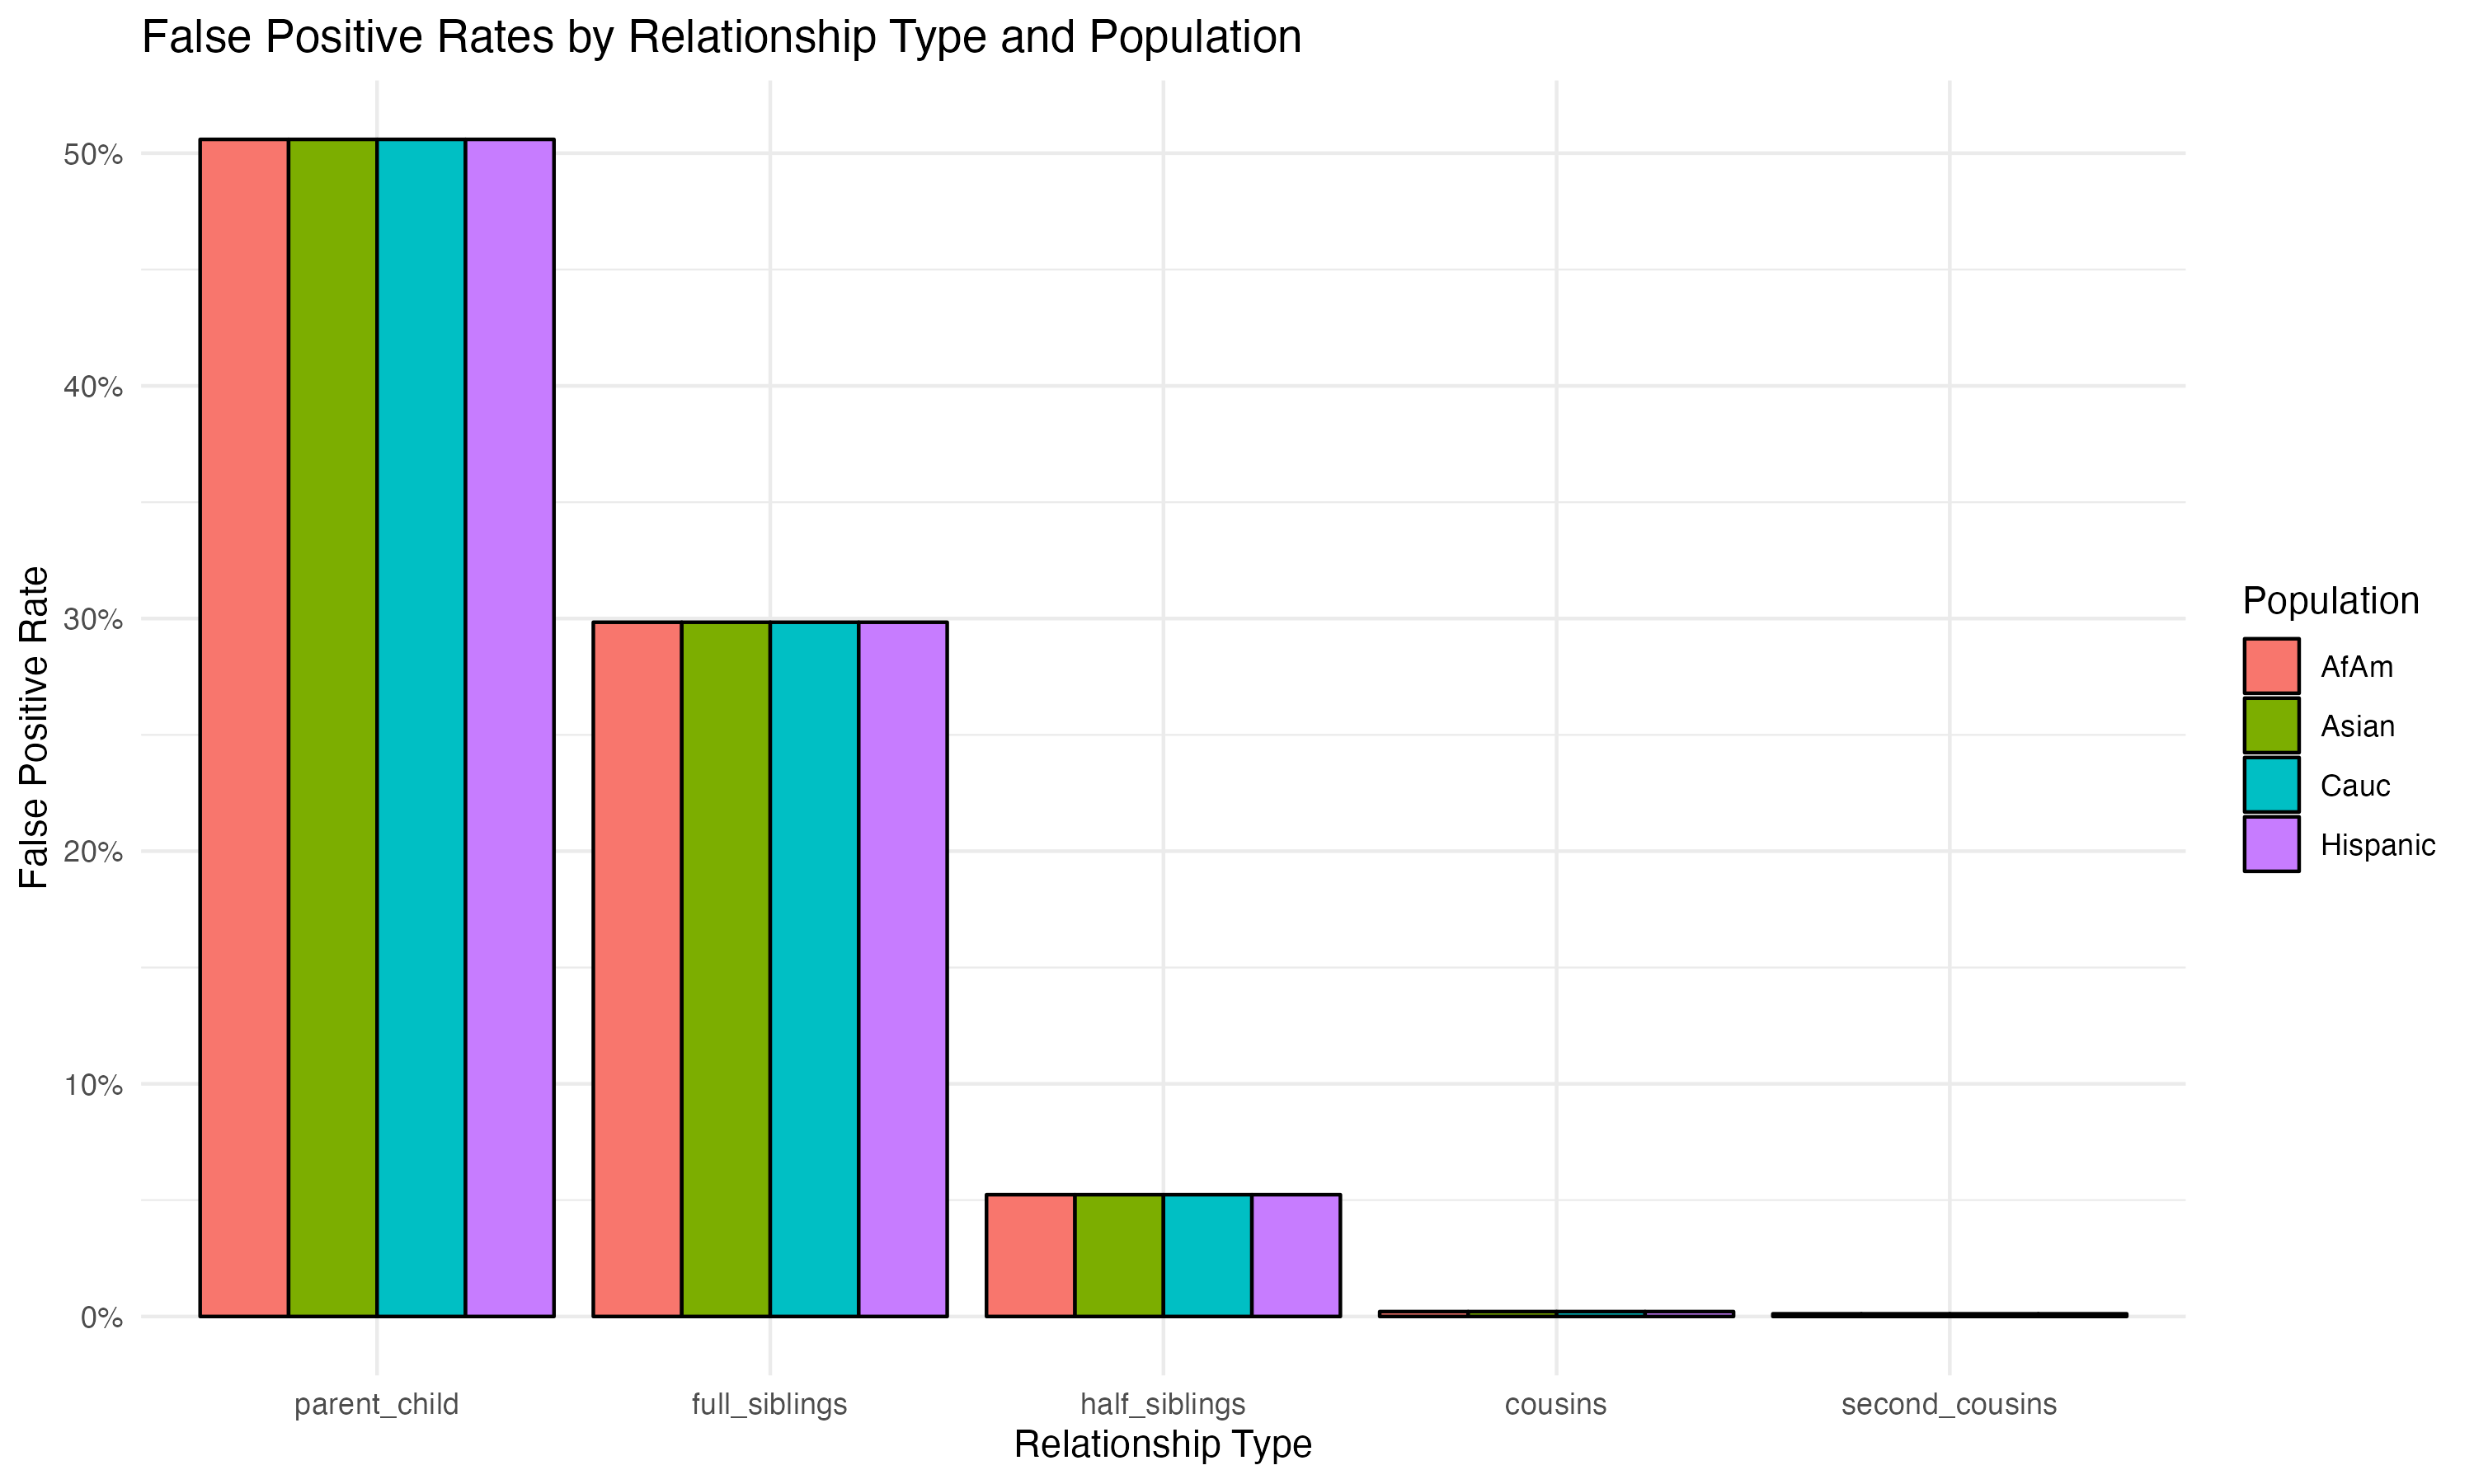 False Positive Rates by Relationship Type and Population
False Positive Rate
50%
40%
30%
20%
10%
0%
parent_child
full_siblings
half_siblings
cousins
second_cousins
Relationship Type
Population
AfAm
Asian
Cauc
Hispanic